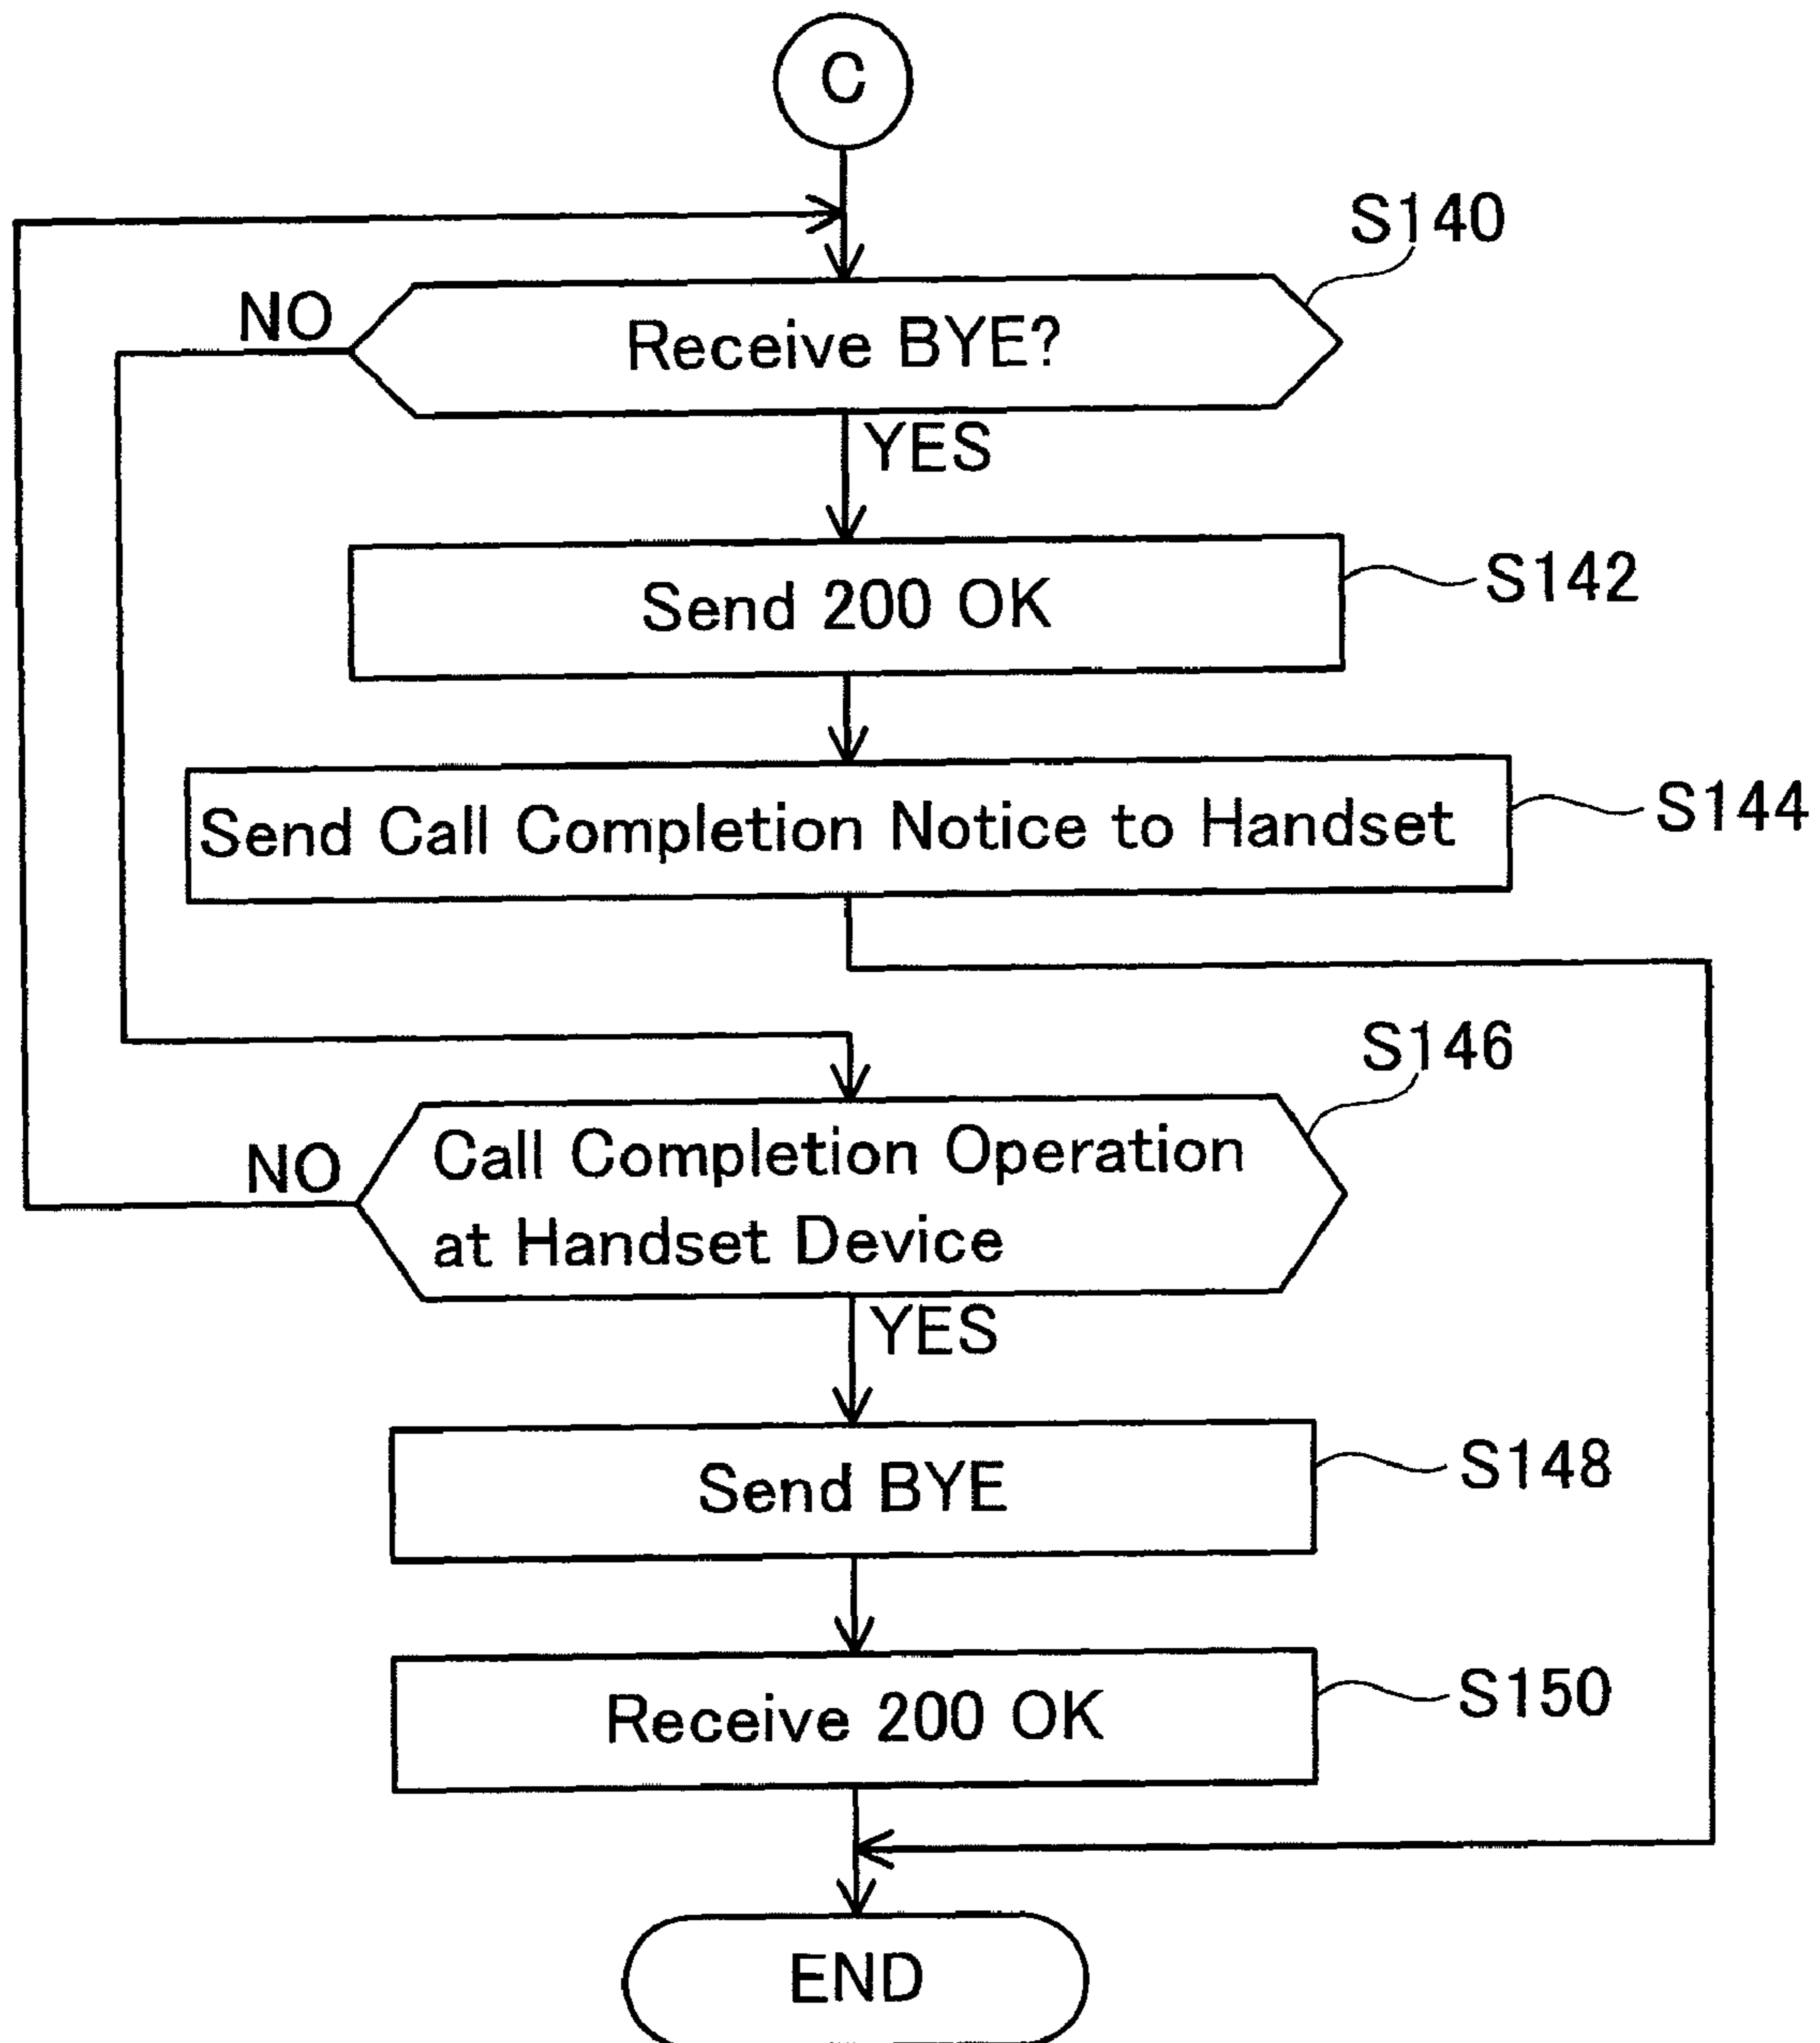 C
S140
NO
Receive BYE?
YES
Send 200 OK
S142
Send Call Completion Notice to Handset
S144
S146
NO
Call Completion Operation
at Handset Device
YES
Send BYE
S148
Receive 200 OK
S150
END